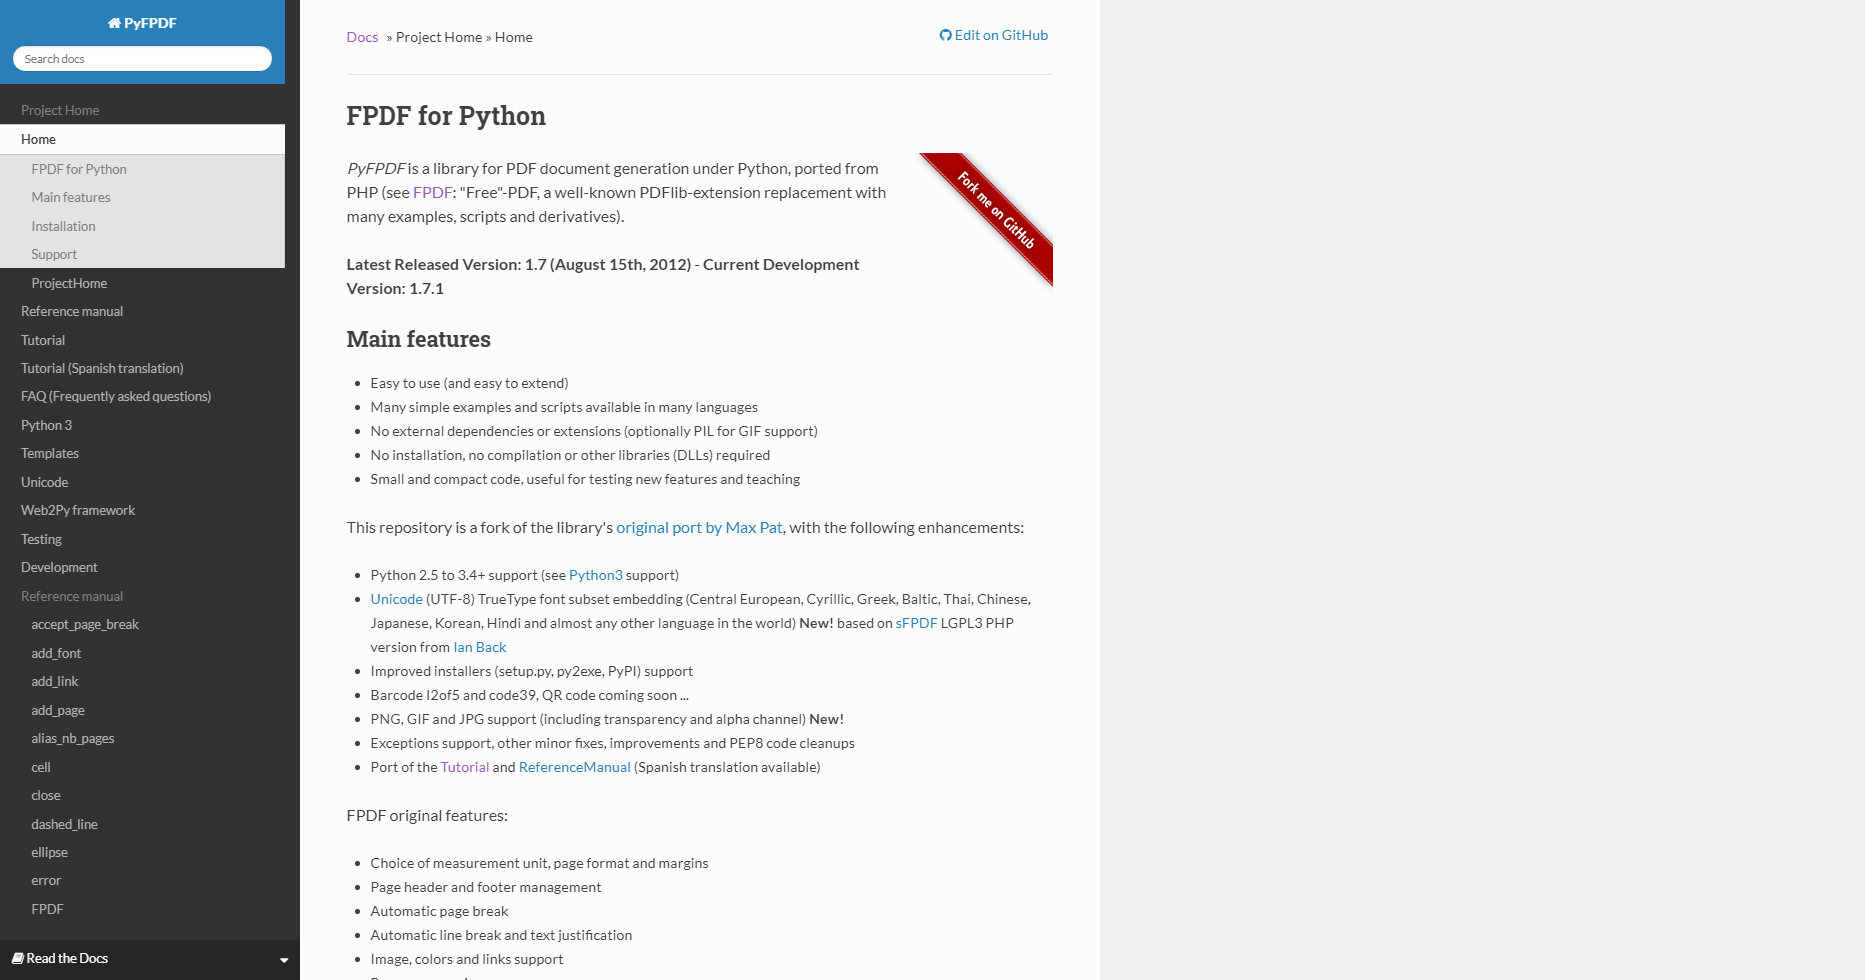 PyFPDF
Search docs
Project Home
Home
FPDF for Python
Main features
Installation
Support
ProjectHome
Reference manual
Tutorial
Tutorial (Spanish translation)
FAQ (Frequently asked questions)
Python 3
Templates
Unicode
Web2Py framework
Testing
Development
Reference manual
accept_page_break
add_font
add_link
add_page
alias_nb_pages
cell
close
dashed_line
ellipse
error
FPDF
Read the Docs
Docs » Project Home » Home
Edit on GitHub
FPDF for Python
PyFPDF is a library for PDF document generation under Python, ported from
PHP (see FPDF: "Free"-PDF, a well-known PDFlib-extension replacement with
many examples, scripts and derivatives).
Fork me on GitHub
Latest Released Version: 1.7 (August 15th, 2012) - Current Development
Version: 1.7.1
Main features
Easy to use (and easy to extend)
Many simple examples and scripts available in many languages
No external dependencies or extensions (optionally PIL for GIF support)
No installation, no compilation or other libraries (DLLs) required
Small and compact code, useful for testing new features and teaching
This repository is a fork of the library's original port by Max Pat, with the following enhancements:
Python 2.5 to 3.4+ support (see Python3 support)
Unicode (UTF-8) TrueType font subset embedding (Central European, Cyrillic, Greek, Baltic, Thai, Chinese,
Japanese, Korean, Hindi and almost any other language in the world) New! based on sFPDF LGPL3 PHP
version from Ian Back
Improved installers (setup.py, py2exe, PyPI) support
Barcode I2of5 and code39, QR code coming soon ...
PNG, GIF and JPG support (including transparency and alpha channel) New!
Exceptions support, other minor fixes, improvements and PEP8 code cleanups
Port of the Tutorial and ReferenceManual (Spanish translation available)
FPDF original features:
Choice of measurement unit, page format and margins
Page header and footer management
Automatic page break
Automatic line break and text justification
Image, colors and links support